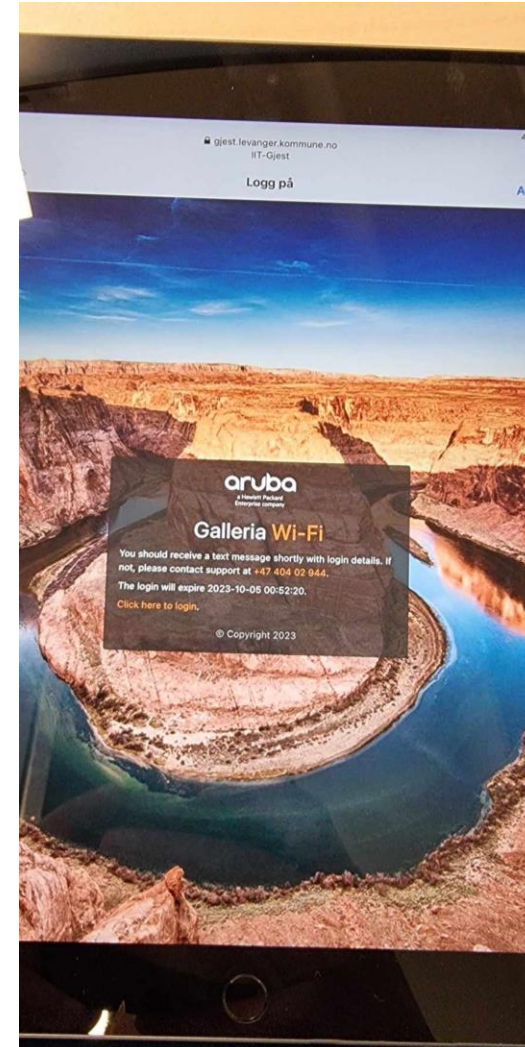 gjest.levanger.kommune.no
IIT-Gjest
Logg på
A
aruba
a Hewlett Packard
Enterprise company
Galleria Wi-Fi
You should receive a text message shortly with login details. If
not, please contact support at +47 404 02 944.
The login will expire 2023-10-05 00:52:20.
Click here to login.
© Copyright 2023